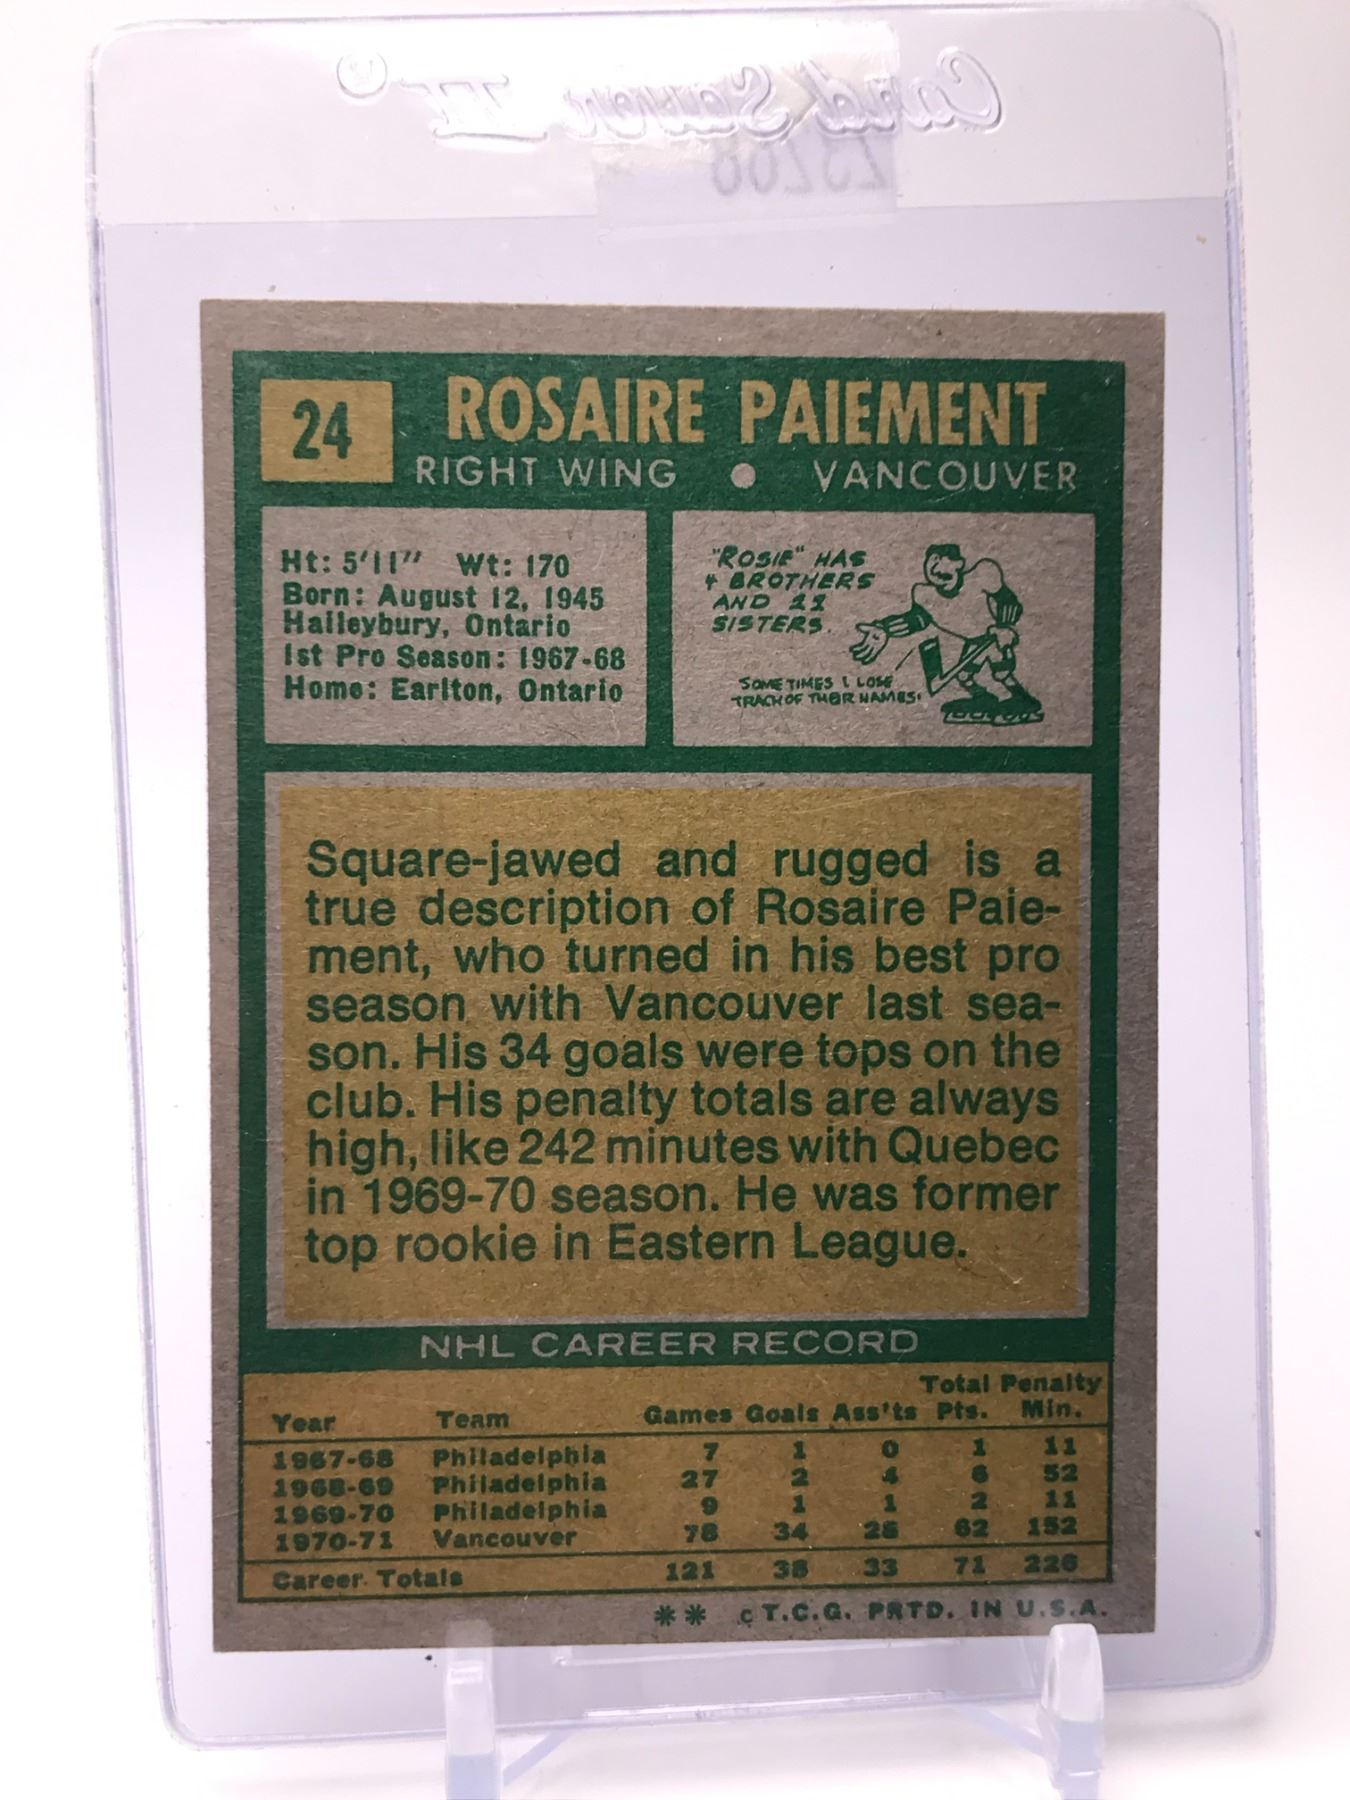 Card Saver II ®
23268
24
ROSAIRE PAIEMENT
RIGHT WING ● VANCOUVER
Ht: 5'11" Wt: 170
Born: August 12, 1945
Haileybury, Ontario
1st Pro Season: 1967-68
Home: Earlton, Ontario
"ROSIE" HAS
4 BROTHERS
AND 11
SISTERS.
SOMETIMES I LOSE
TRACK OF THEIR NAMES!
Square-jawed and rugged is a
true description of Rosaire Paie-
ment, who turned in his best pro
season with Vancouver last sea-
son. His 34 goals were tops on the
club. His penalty totals are always
high, like 242 minutes with Quebec
in 1969-70 season. He was former
top rookie in Eastern League.
NHL CAREER RECORD
Total Penalty
Year Team Games Goals Ass'ts Pts. Min.
1967-68 Philadelphia 7 1 0 1 11
1968-69 Philadelphia 27 2 4 6 52
1969-70 Philadelphia 9 1 1 2 11
1970-71 Vancouver 78 34 28 62 152
Career Totals 121 38 33 71 226
** © T.C.G. PRTD. IN U.S.A.